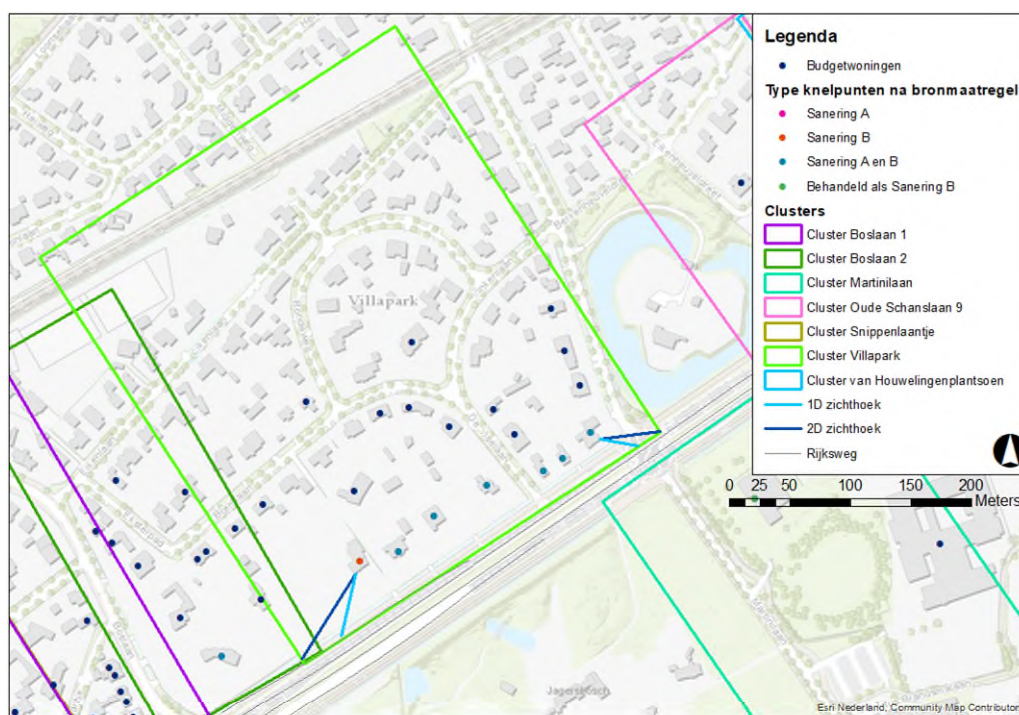 Legenda
Budgetwoningen
Type knelpunten na bronmaatregel
Sanering A
Sanering B
Sanering A en B
Behandeld als Sanering B
Clusters
Cluster Boslaan 1
Cluster Boslaan 2
Cluster Martinilaan
Cluster Oude Schanslaan 9
Cluster Snippenlaantje
Cluster Villapark
Cluster van Houwelingenplantsoen
1D zichthoek
2D zichthoek
Rijksweg
0 25 50 100 150 200
Meters
Villapark
Jagersbosch
Esri Nederland, Community Map Contributors